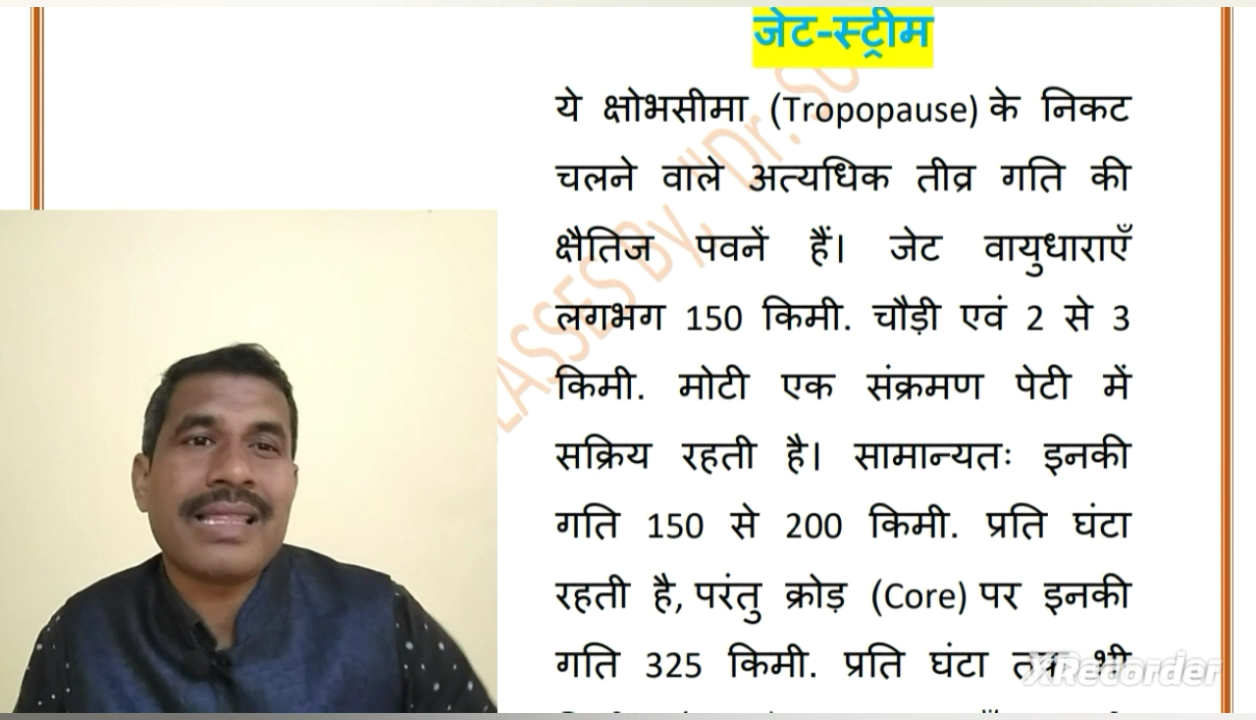 जेट-स्ट्रीम
ये क्षोभसीमा (Tropopause) के निकट
चलने वाले अत्यधिक तीव्र गति की
क्षैतिज पवनें हैं। जेट वायुधाराएँ
लगभग 150 किमी. चौड़ी एवं 2 से 3
किमी. मोटी एक संक्रमण पेटी में
सक्रिय रहती है। सामान्यतः इनकी
गति 150 से 200 किमी. प्रति घंटा
रहती है, परंतु क्रोड़ (Core) पर इनकी
गति 325 किमी. प्रति घंटा तक भी
XRecorder